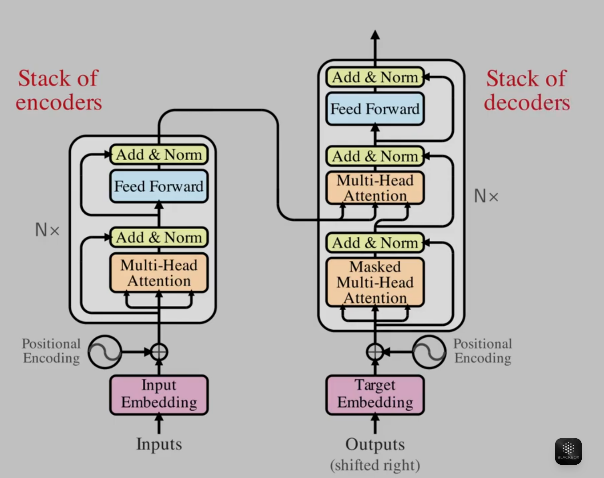 Stack of
encoders
Add & Norm
Feed Forward
Add & Norm
Multi-Head
Attention
N×
Positional
Encoding
Input
Embedding
Inputs
Stack of
decoders
Add & Norm
Feed Forward
Add & Norm
Multi-Head
Attention
N×
Add & Norm
Masked
Multi-Head
Attention
Positional
Encoding
Target
Embedding
Outputs
(shifted right)